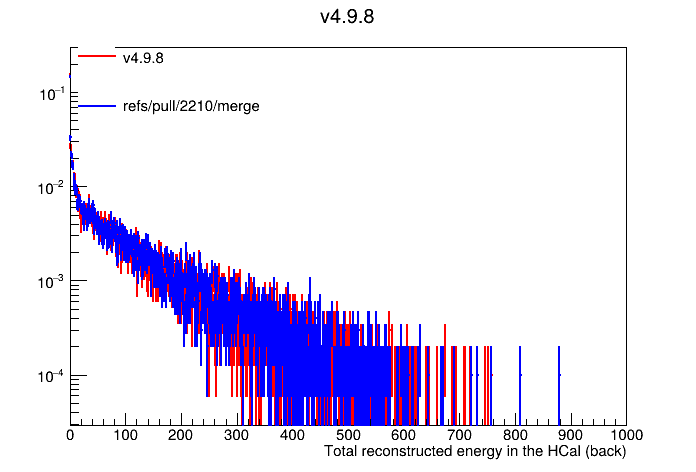 v4.9.8
v4.9.8
refs/pull/2210/merge
10⁻¹
10⁻²
10⁻³
10⁻⁴
0 100 200 300 400 500 600 700 800 900 1000
Total reconstructed energy in the HCal (back)